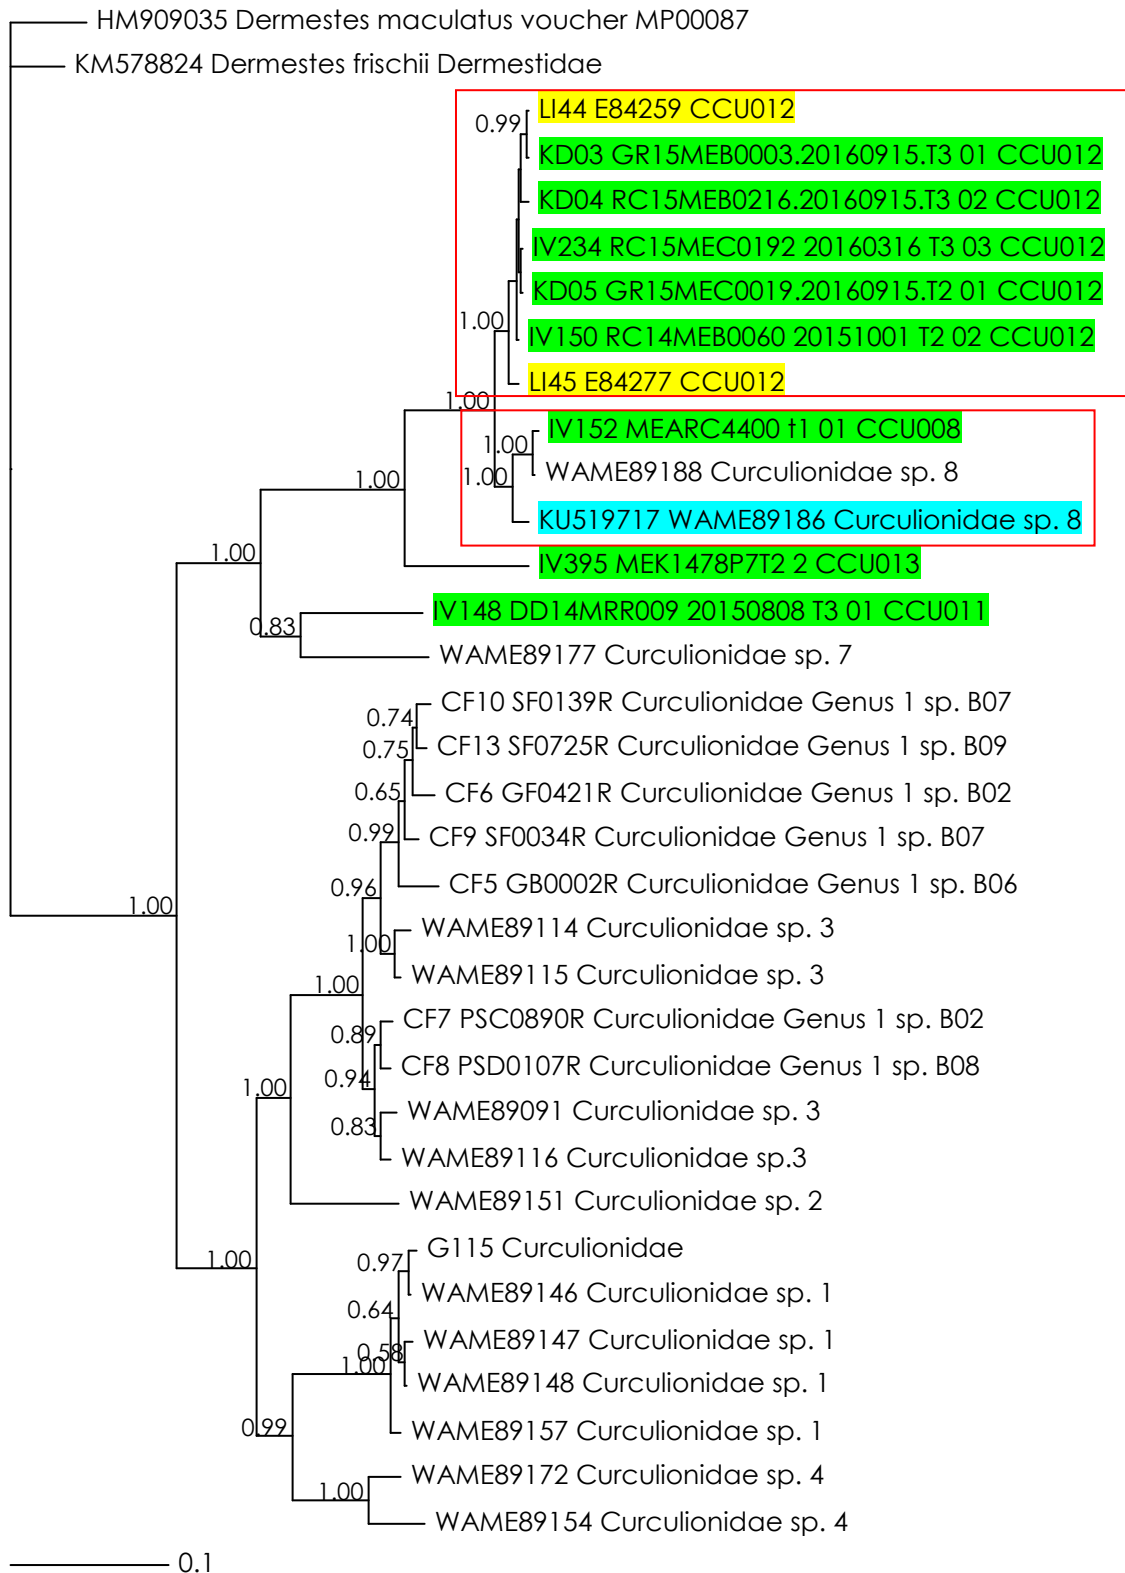 HM909035 Dermestes maculatus voucher MP00087
KM578824 Dermestes frischii Dermestidae
LI44 E84259 CCU012
0.99
KD03 GR15MEB0003.20160915.T3 01 CCU012
KD04 RC15MEB0216.20160915.T3 02 CCU012
IV234 RC15MEC0192 20160316 T3 03 CCU012
KD05 GR15MEC0019.20160915.T2 01 CCU012
1.00
IV150 RC14MEB0060 20151001 T2 02 CCU012
LI45 E84277 CCU012
1.00
IV152 MEARC4400 t1 01 CCU008
1.00
WAME89188 Curculionidae sp. 8
1.00
1.00
KU519717 WAME89186 Curculionidae sp. 8
1.00
IV395 MEK1478P7T2 2 CCU013
IV148 DD14MRR009 20150808 T3 01 CCU011
0.83
WAME89177 Curculionidae sp. 7
CF10 SF0139R Curculionidae Genus 1 sp. B07
0.74
CF13 SF0725R Curculionidae Genus 1 sp. B09
0.75
CF6 GF0421R Curculionidae Genus 1 sp. B02
0.65
CF9 SF0034R Curculionidae Genus 1 sp. B07
0.99
CF5 GB0002R Curculionidae Genus 1 sp. B06
0.96
1.00
WAME89114 Curculionidae sp. 3
1.00
WAME89115 Curculionidae sp. 3
1.00
CF7 PSC0890R Curculionidae Genus 1 sp. B02
0.89
CF8 PSD0107R Curculionidae Genus 1 sp. B08
0.94
1.00
WAME89091 Curculionidae sp. 3
0.83
WAME89116 Curculionidae sp.3
WAME89151 Curculionidae sp. 2
G115 Curculionidae
1.00
0.97
WAME89146 Curculionidae sp. 1
0.64
WAME89147 Curculionidae sp. 1
0.58
1.00
WAME89148 Curculionidae sp. 1
0.99
WAME89157 Curculionidae sp. 1
WAME89172 Curculionidae sp. 4
1.00
WAME89154 Curculionidae sp. 4
0.1